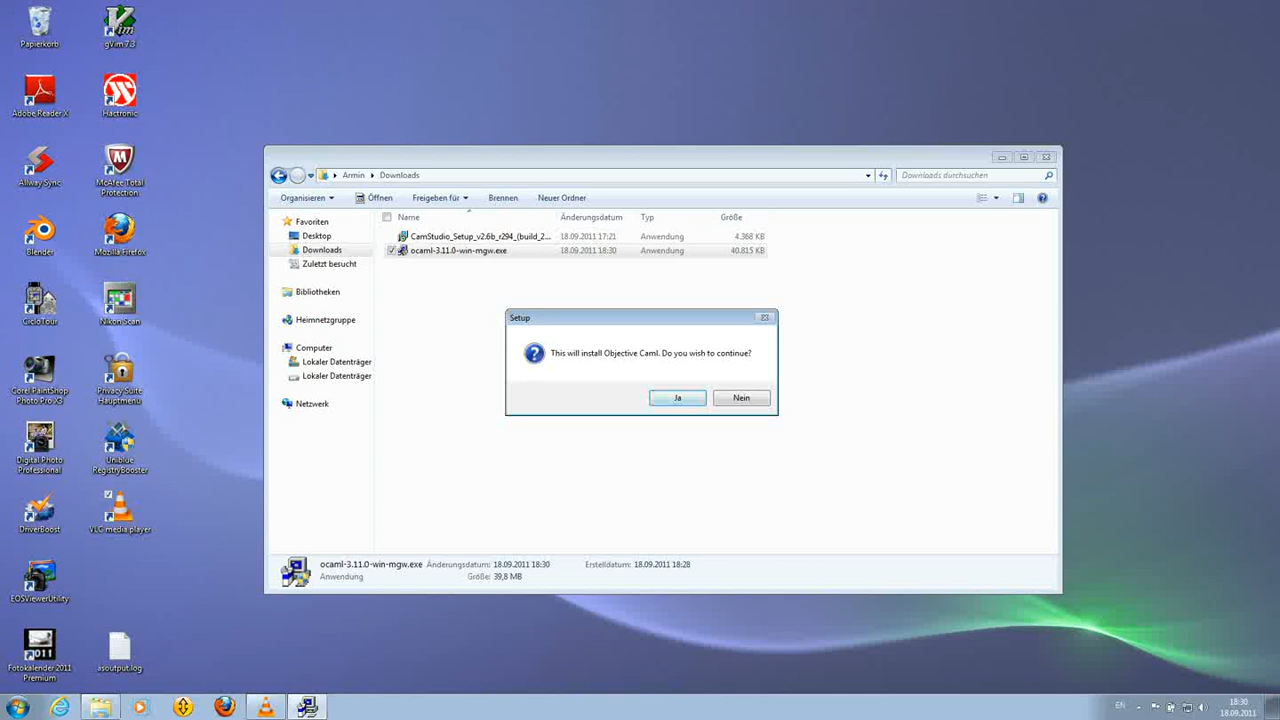 Papierkorb
gVim 7.3
Adobe Reader X
Hactronic
Allway Sync
McAfee Total
Protection
Blender
Mozilla Firefox
CicloTour
Nikon Scan
Corel PaintShop
Photo Pro X3
Privacy Suite
Hauptmenü
Digital Photo
Professional
Uniblue
RegistryBooster
DriverBoost
VLC media player
EOSViewerUtility
Fotokalender 2011
Premium
asoutput.log
Armin
Downloads
Downloads durchsuchen
Organisieren
Öffnen
Freigeben für
Brennen
Neuer Ordner
Favoriten
Desktop
Downloads
Zuletzt besucht
Bibliotheken
Heimnetzgruppe
Computer
Lokaler Datenträger
Lokaler Datenträger
Netzwerk
Name Änderungsdatum Typ Größe
CamStudio_Setup_v2.6b_r294_(build_2... 18.09.2011 17:21 Anwendung 4.368 KB
ocaml-3.11.0-win-mgw.exe 18.09.2011 18:30 Anwendung 40.815 KB
Setup
This will install Objective Caml. Do you wish to continue?
Ja Nein
ocaml-3.11.0-win-mgw.exe Änderungsdatum: 18.09.2011 18:30 Erstelldatum: 18.09.2011 18:28
Anwendung Größe: 39,8 MB
EN
18:30
18.09.2011